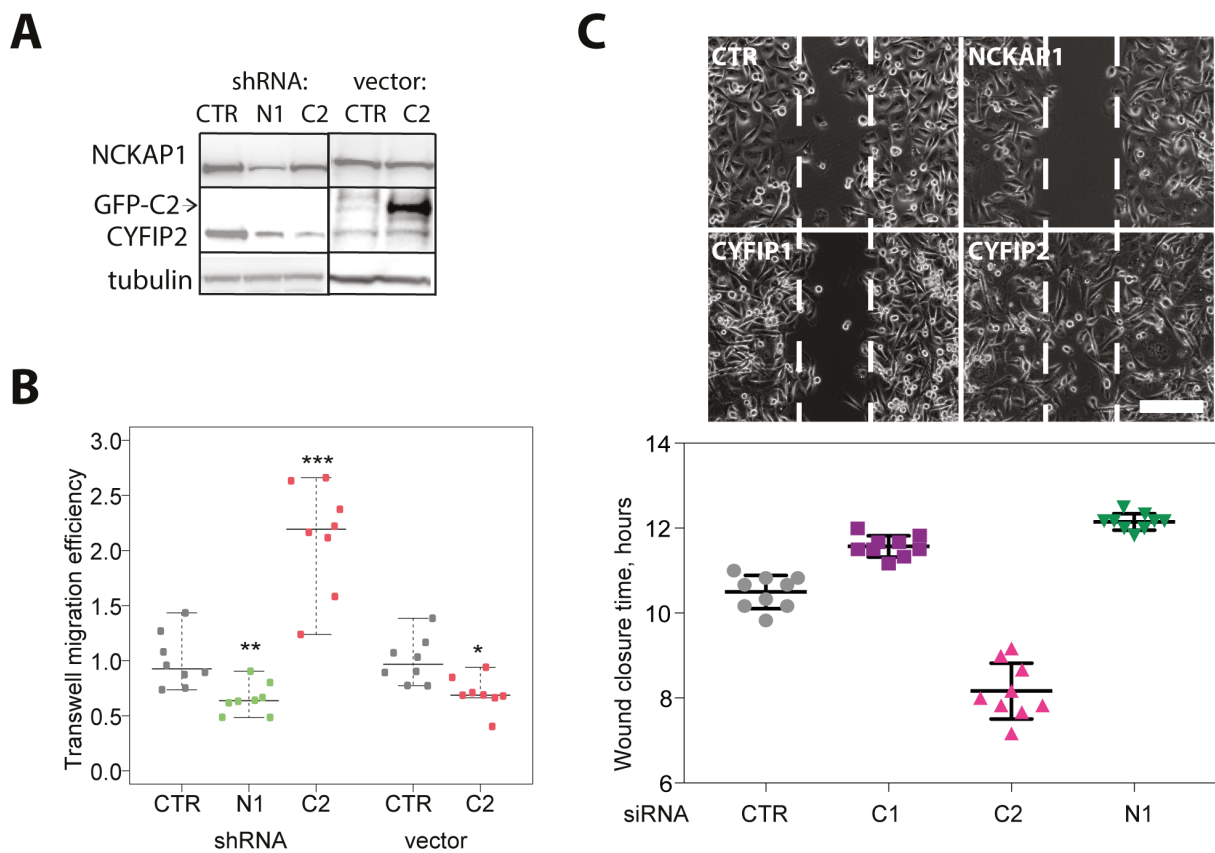 A
shRNA: vector:
CTR N1 C2 CTR C2
NCKAP1
GFP-C2
CYFIP2
tubulin
B
Transwell migration efficiency
3.0
2.5
2.0
1.5
1.0
0.5
0.0
***
**
*
CTR N1 C2 CTR C2
shRNA vector
C
CTR NCKAP1
CYFIP1 CYFIP2
Wound closure time, hours
14
12
10
8
6
siRNA CTR C1 C2 N1